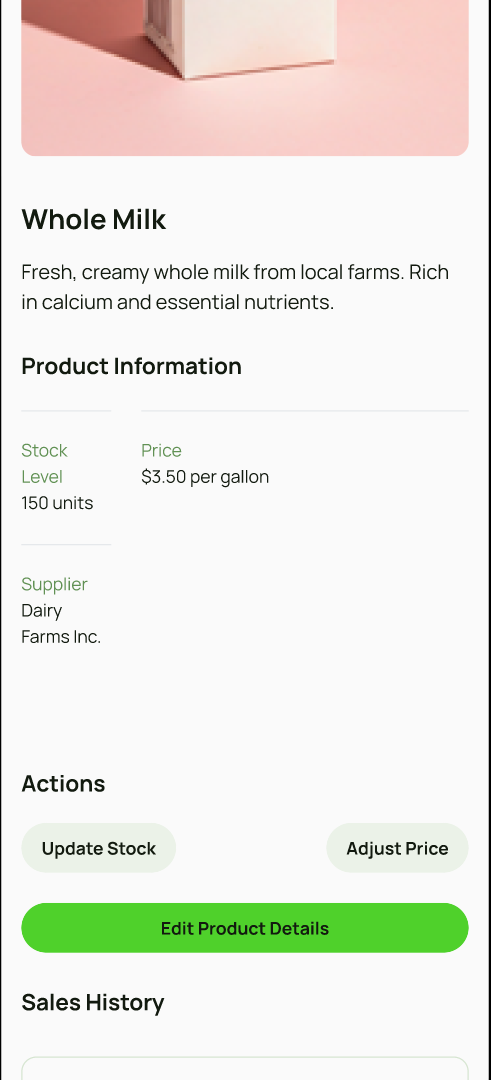 Whole Milk
Fresh, creamy whole milk from local farms. Rich
in calcium and essential nutrients.
Product Information
Stock
Level
150 units
Price
$3.50 per gallon
Supplier
Dairy
Farms Inc.
Actions
Update Stock
Adjust Price
Edit Product Details
Sales History